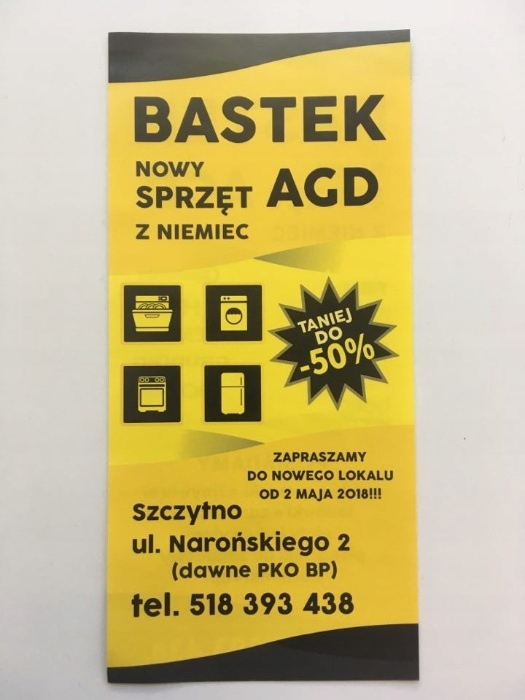 BASTEK
NOWY
SPRZĘT AGD
Z NIEMIEC
TANIEJ
DO
-50%
ZAPRASZAMY
DO NOWEGO LOKALU
OD 2 MAJA 2018!!!
Szczytno
ul. Narońskiego 2
(dawne PKO BP)
tel. 518 393 438